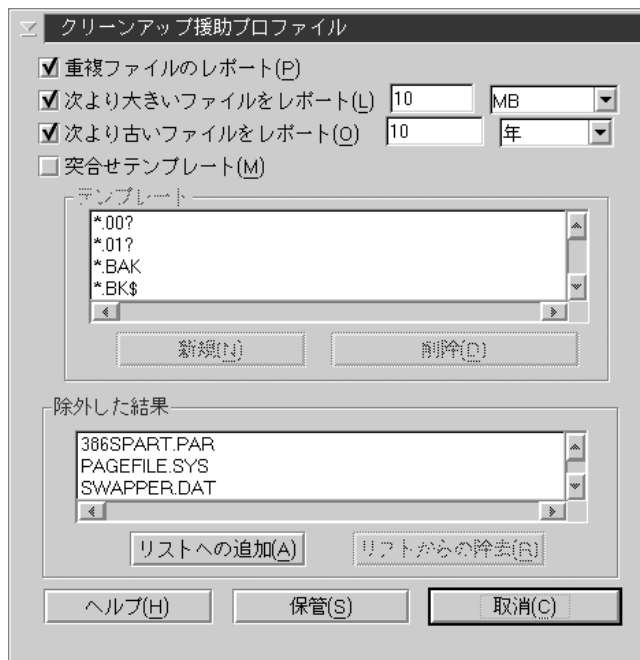 クリーンアップ援助プロファイル
重複ファイルのレポート(P)
次より大きいファイルをレポート(L) 10 MB
次より古いファイルをレポート(O) 10 年
突合せテンプレート(M)
テンプレート
*.00?
*.01?
*.BAK
*.BK$
新規(N) 削除(D)
除外した結果
386SPART.PAR
PAGEFILE.SYS
SWAPPER.DAT
リストへの追加(A) リストからの除去(R)
ヘルプ(H) 保管(S) 取消(C)